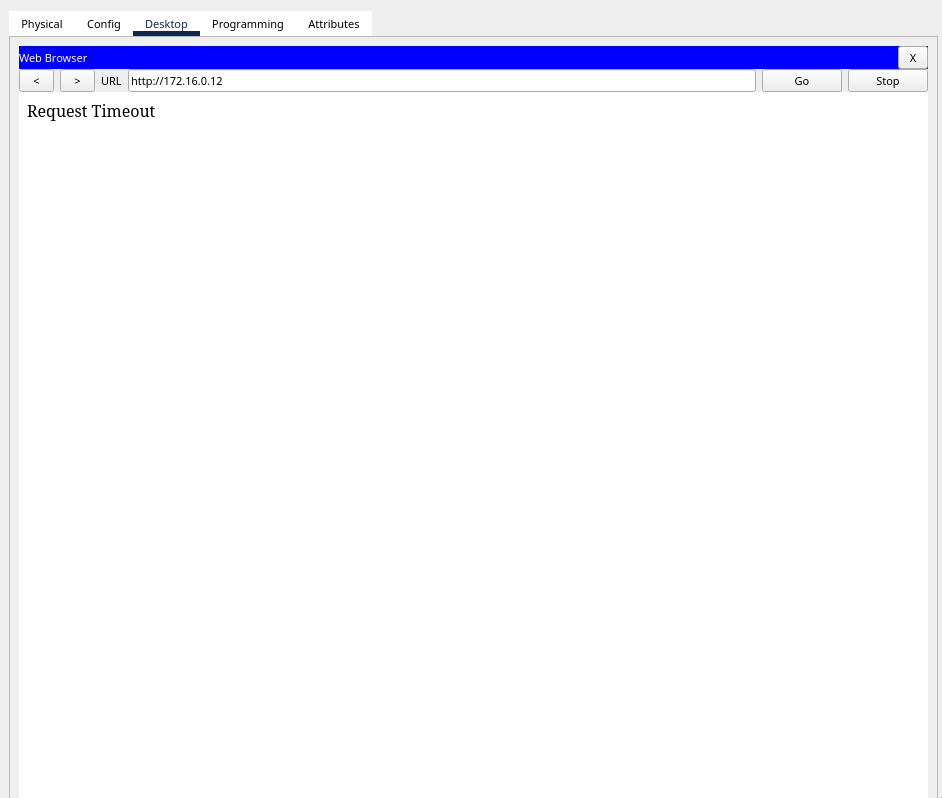 Physical Config Desktop Programming Attributes
Web Browser X
< > URL http://172.16.0.12 Go Stop
Request Timeout